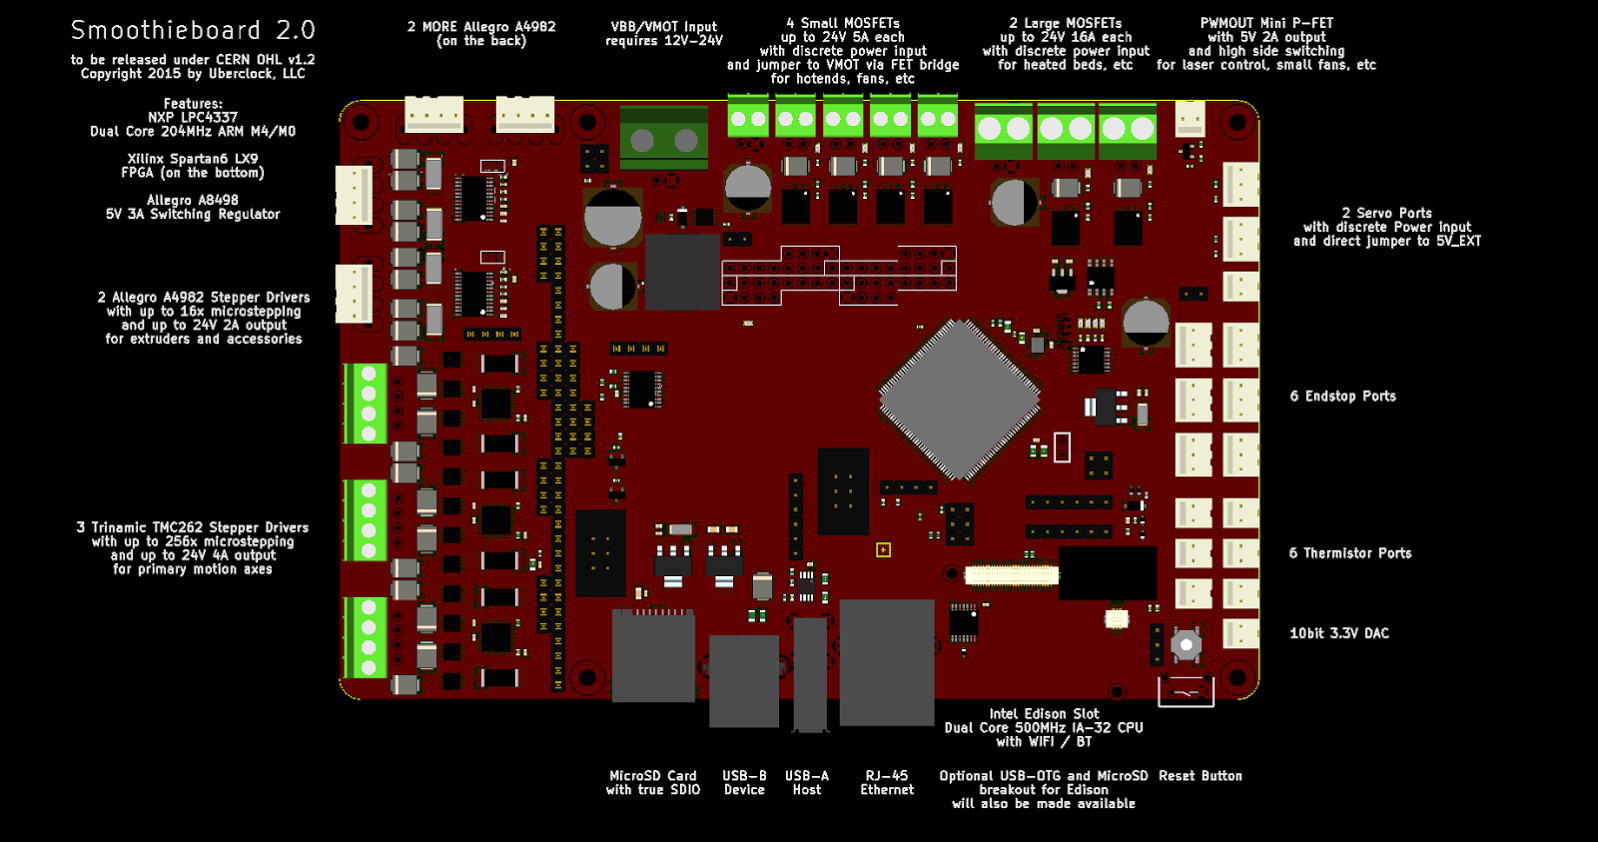 Smoothieboard 2.0
to be released under CERN OHL v1.2
Copyright 2015 by Uberclock, LLC
Features:
NXP LPC4337
Dual Core 204MHz ARM M4/M0
Xilinx Spartan6 LX9
FPGA (on the bottom)
Allegro A8498
5V 3A Switching Regulator
2 Allegro A4982 Stepper Drivers
with up to 16x microstepping
and up to 24V 2A output
for extruders and accessories
3 Trinamic TMC262 Stepper Drivers
with up to 256x microstepping
and up to 24V 4A output
for primary motion axes
2 MORE Allegro A4982
(on the back)
VBB/VMOT Input
requires 12V-24V
4 Small MOSFETs
up to 24V 5A each
with discrete power input
and jumper to VMOT via FET bridge
for hotends, fans, etc
2 Large MOSFETs
up to 24V 16A each
with discrete power input
for heated beds, etc
PWMOUT Mini P-FET
with 5V 2A output
and high side switching
for laser control, small fans, etc
2 Servo Ports
with discrete Power input
and direct jumper to 5V_EXT
6 Endstop Ports
6 Thermistor Ports
10bit 3.3V DAC
Intel Edison Slot
Dual Core 500MHz IA-32 CPU
with WIFI / BT
MicroSD Card
with true SDIO
USB-B
Device
USB-A
Host
RJ-45
Ethernet
Optional USB-OTG and MicroSD
breakout for Edison
will also be made available
Reset Button